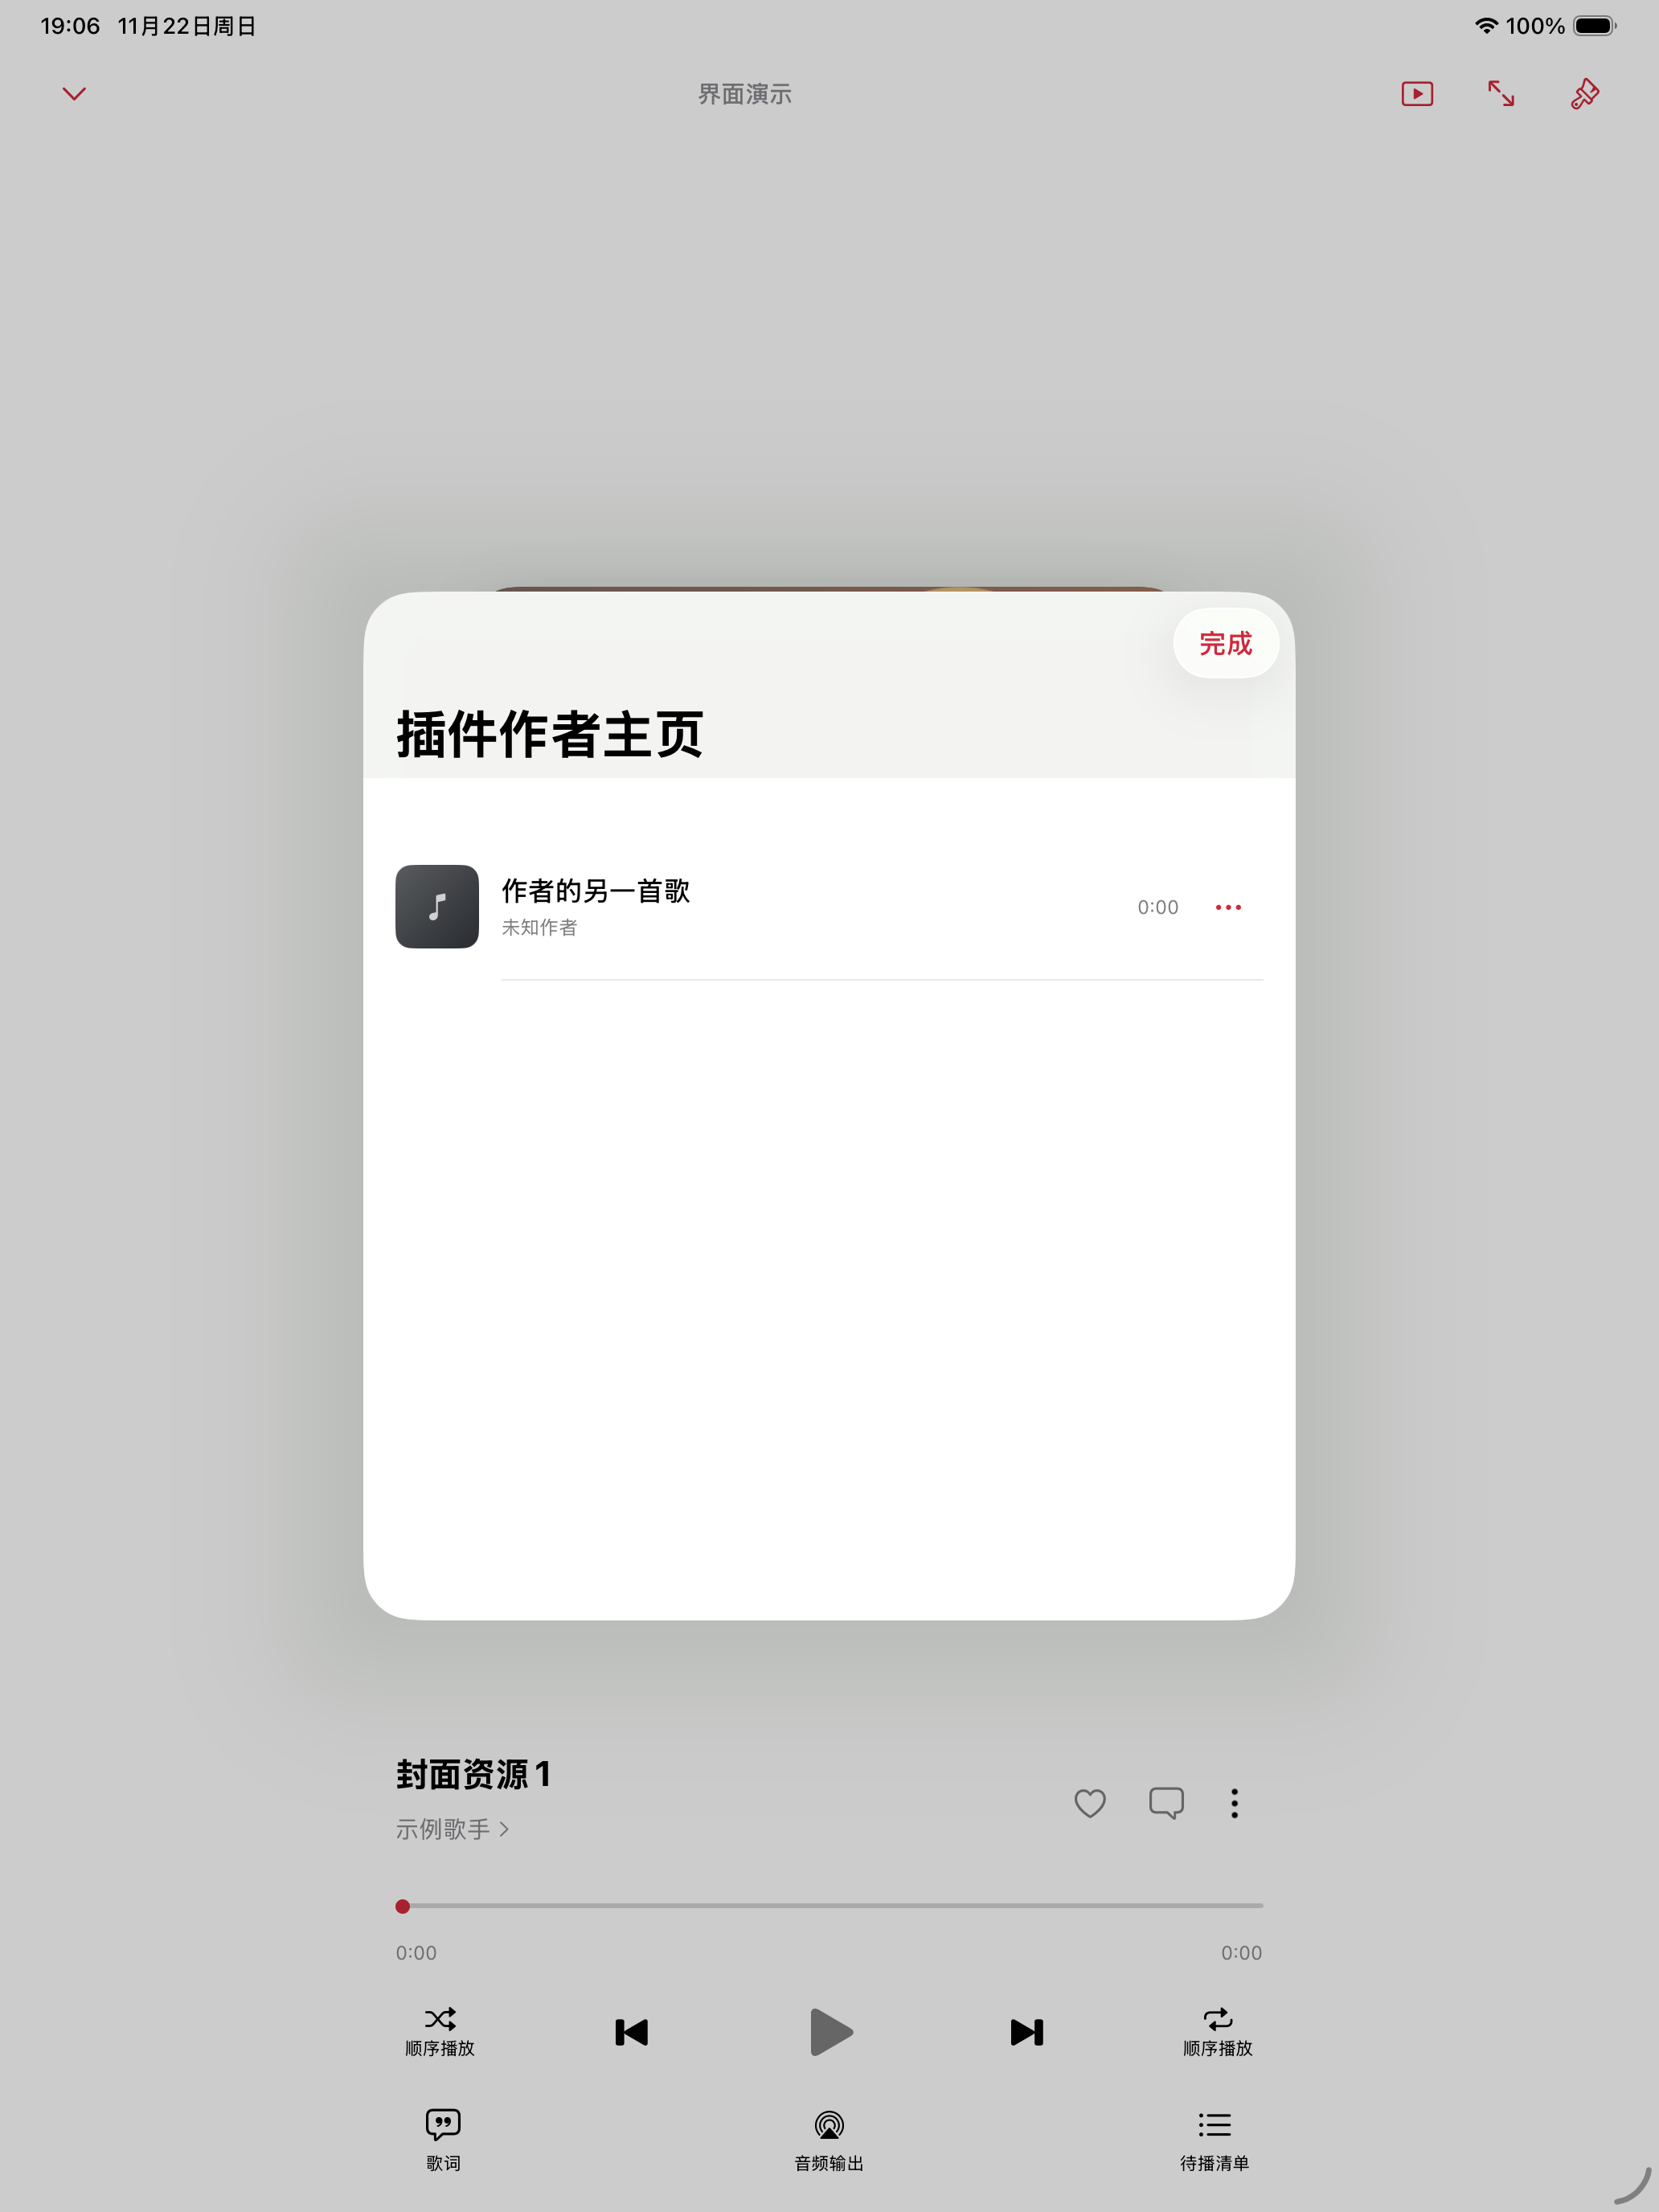 19:06 11月22日周日
100%
界面演示
完成
插件作者主页
作者的另一首歌
未知作者
0:00
封面资源 1
示例歌手
0:00
0:00
顺序播放
顺序播放
歌词
音频输出
待播清单